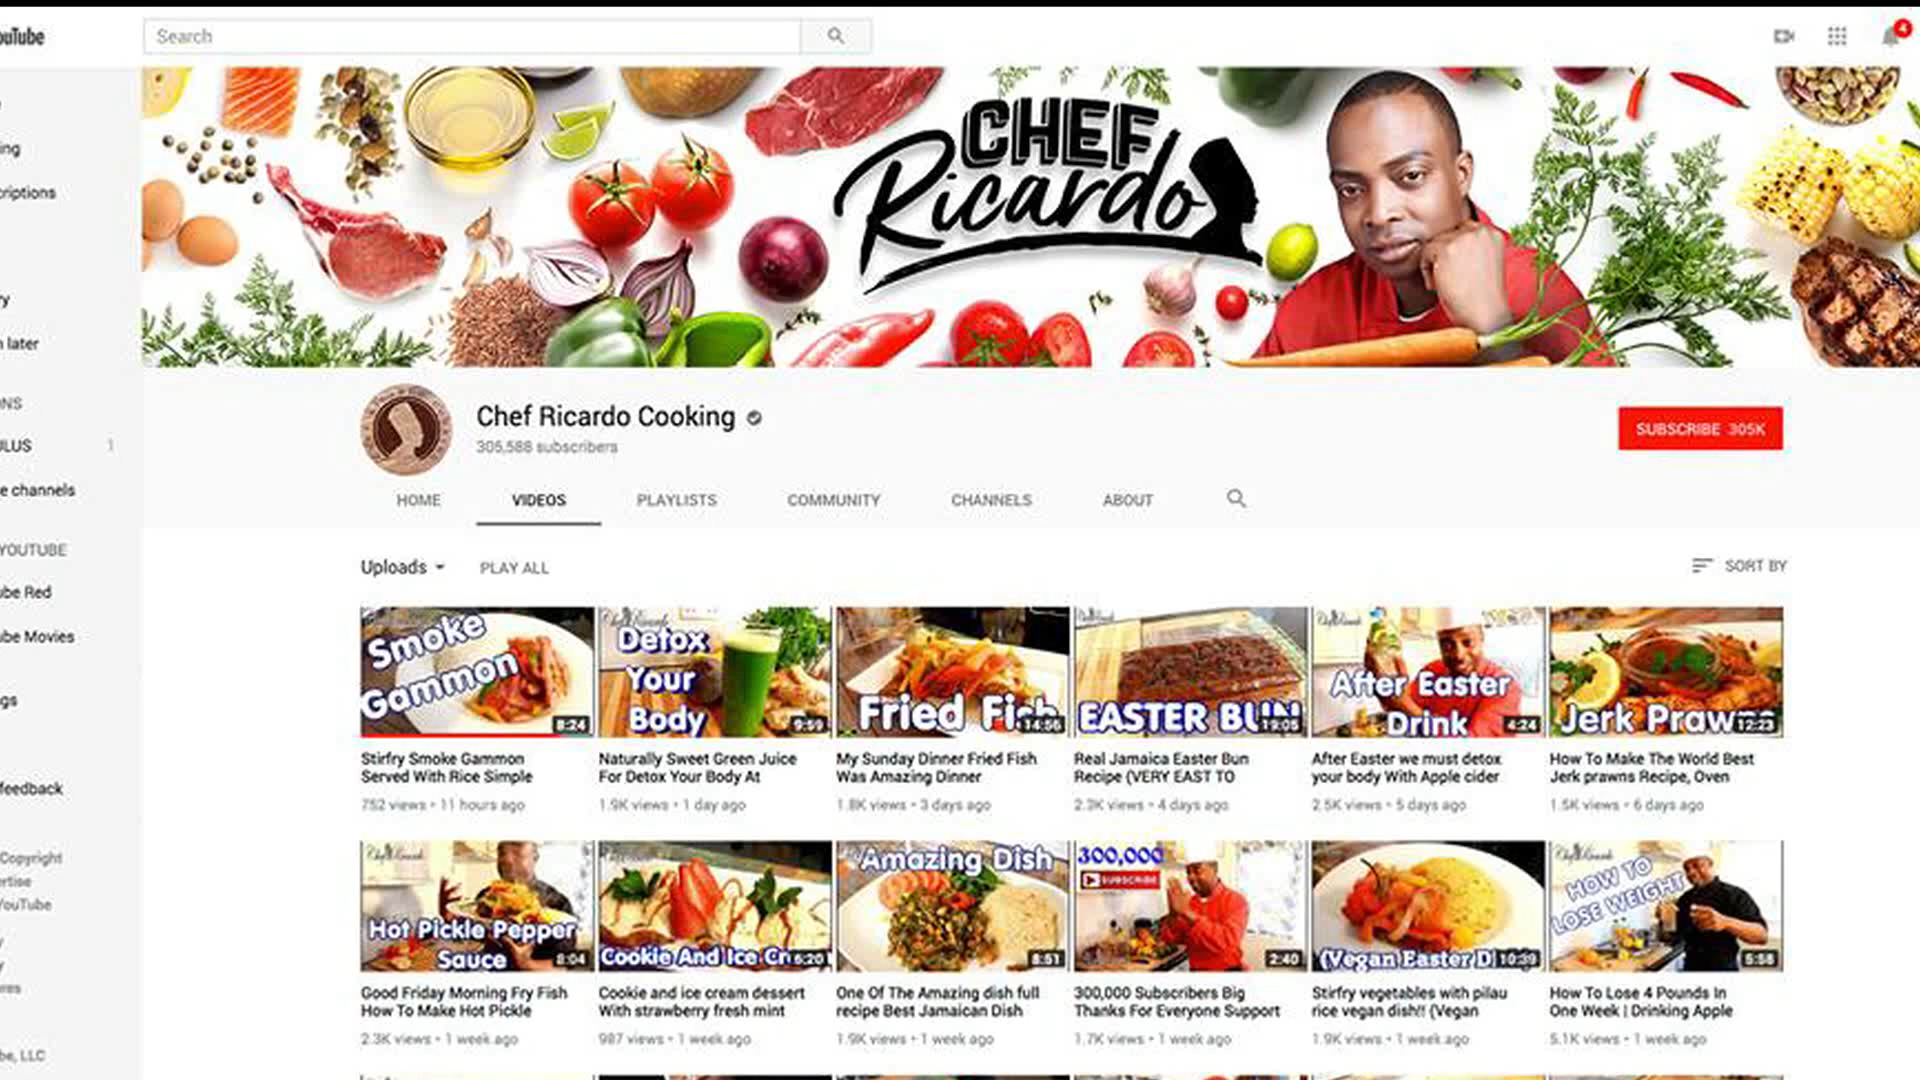 ouTube
Search
4
CHEF
Ricardo
ing
criptions
ry
h later
NS
LUS 1
e channels
YOUTUBE
be Red
ube Movies
gs
feedback
Copyright
ertise
YouTube
y
y
res
be, LLC
Chef Ricardo Cooking
305,588 subscribers
SUBSCRIBE 305K
HOME VIDEOS PLAYLISTS COMMUNITY CHANNELS ABOUT
Uploads PLAY ALL
SORT BY
Smoke
Gammon
8:24
Stirfry Smoke Gammon
Served With Rice Simple
752 views • 11 hours ago
Detox
Your
Body
9:59
Naturally Sweet Green Juice
For Detox Your Body At
1.9K views • 1 day ago
Fried Fish
14:56
My Sunday Dinner Fried Fish
Was Amazing Dinner
1.8K views • 3 days ago
EASTER BUN
19:05
Real Jamaica Easter Bun
Recipe (VERY EAST TO
2.3K views • 4 days ago
After Easter
Drink
4:24
After Easter we must detox
your body With Apple cider
2.5K views • 5 days ago
Jerk Prawns
12:23
How To Make The World Best
Jerk prawns Recipe, Oven
1.5K views • 6 days ago
Hot Pickle Pepper
Sauce
8:04
Good Friday Morning Fry Fish
How To Make Hot Pickle
2.3K views • 1 week ago
Cookie And Ice Cr
6:20
Cookie and ice cream dessert
With strawberry fresh mint
987 views • 1 week ago
Amazing Dish
8:51
One Of The Amazing dish full
recipe Best Jamaican Dish
1.9K views • 1 week ago
300,000
SUBSCRIBE
2:40
300,000 Subscribers Big
Thanks For Everyone Support
1.7K views • 1 week ago
(Vegan Easter D
10:39
Stirfry vegetables with pilau
rice vegan dish!! (Vegan
1.9K views • 1 week ago
HOW TO
LOSE WEIGHT
5:58
How To Lose 4 Pounds In
One Week | Drinking Apple
5.1K views • 1 week ago